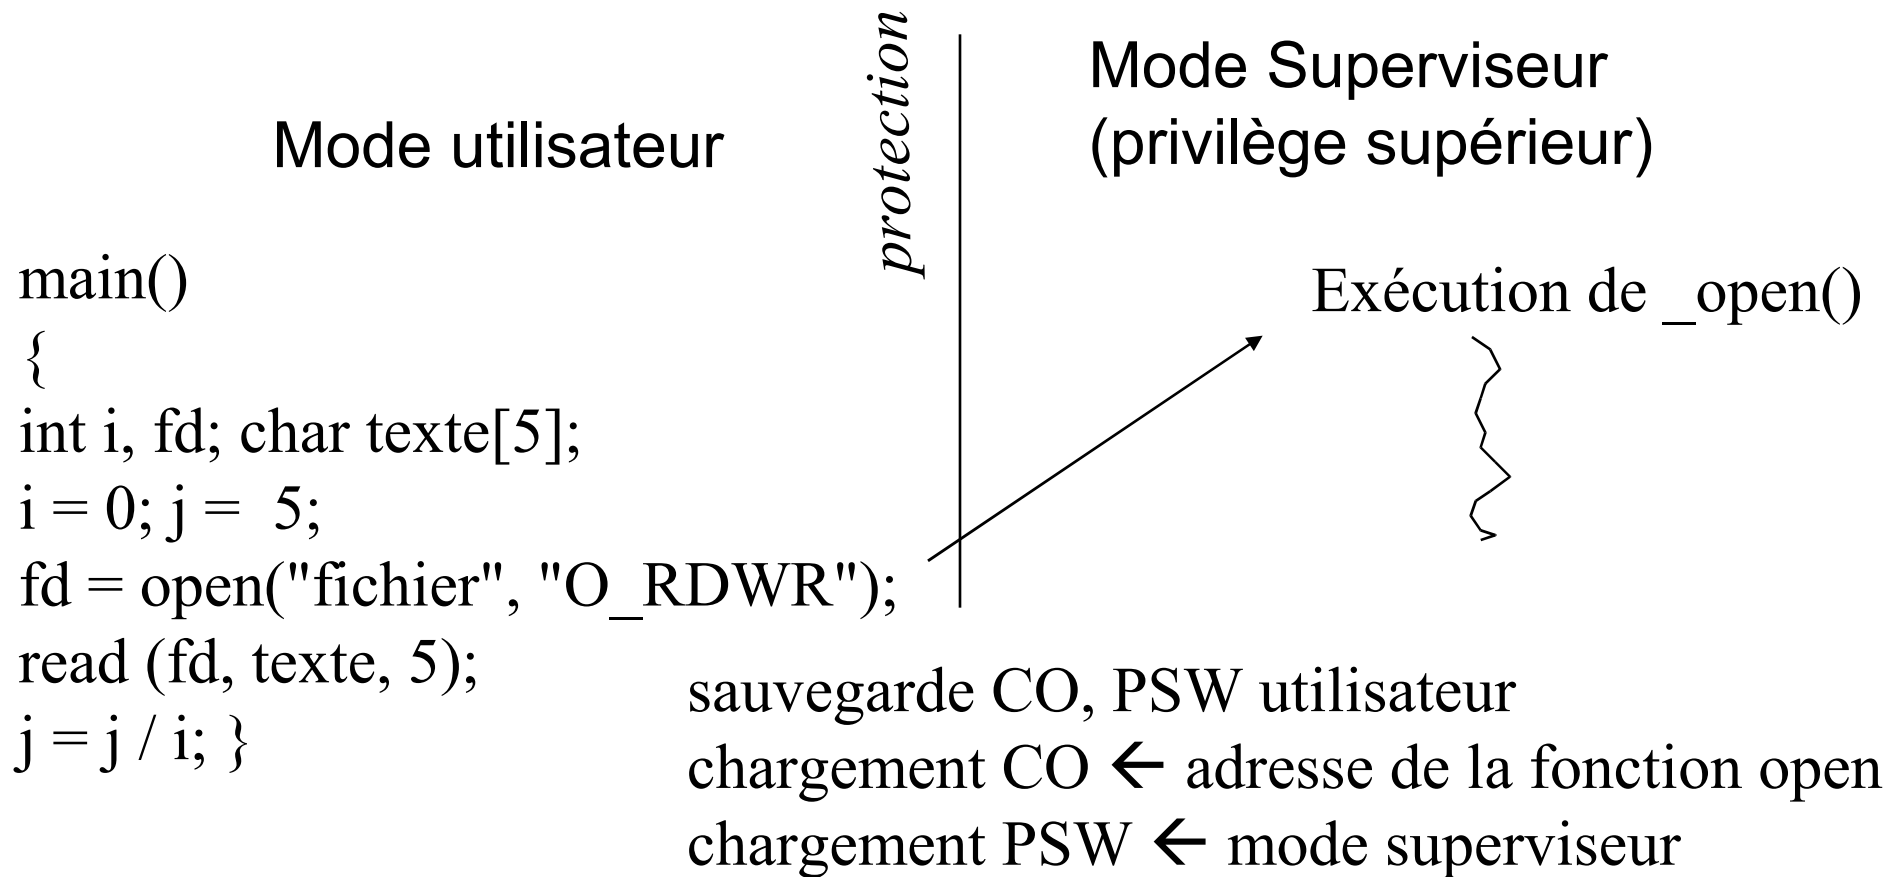 Mode utilisateur
protection
Mode Superviseur
(privilège supérieur)
main()
{
int i, fd; char texte[5];
i = 0; j =  5;
fd = open("fichier", "O_RDWR");
read (fd, texte, 5);
j = j / i; }
Exécution de _open()
sauvegarde CO, PSW utilisateur
chargement CO ← adresse de la fonction open
chargement PSW ← mode superviseur